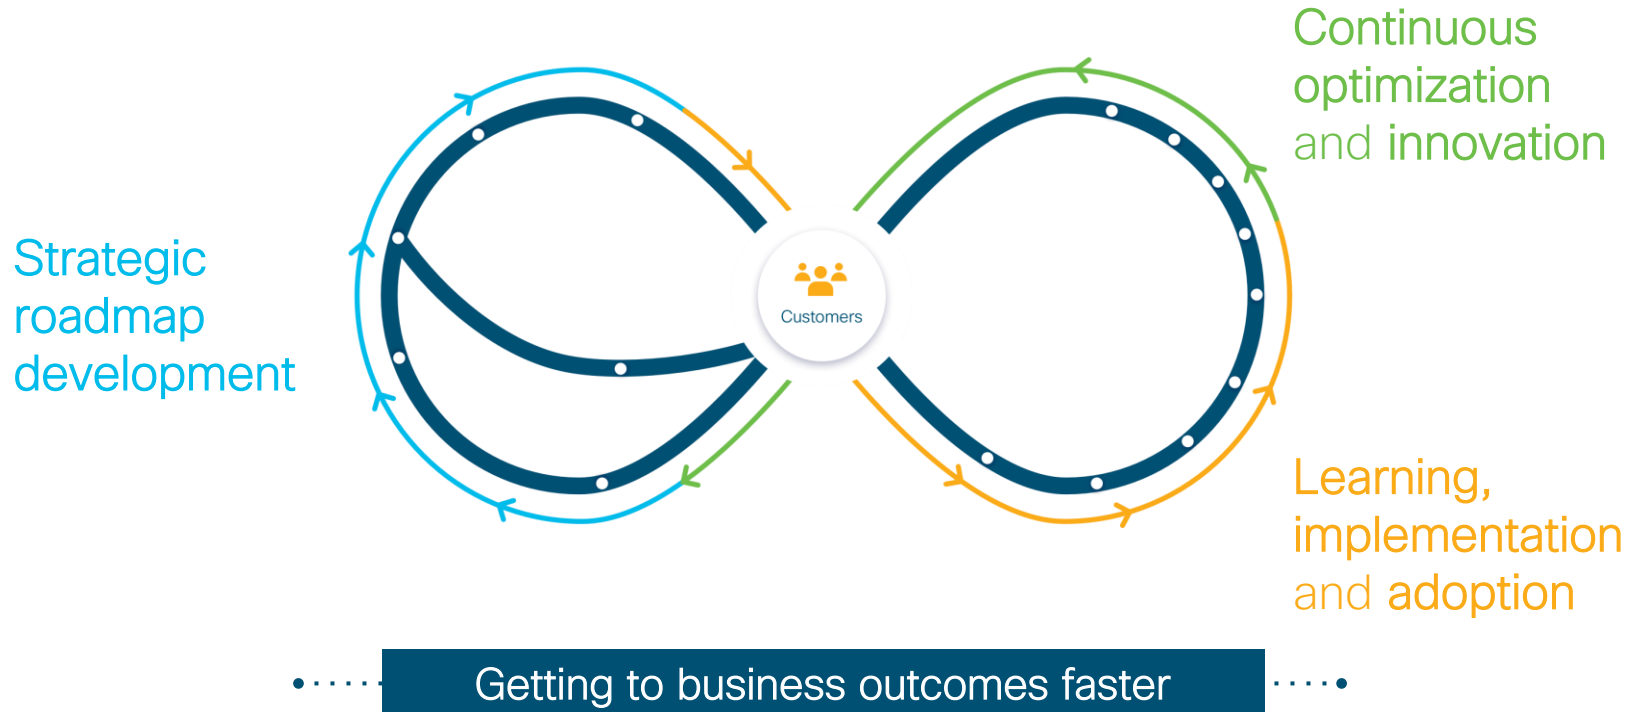 Continuous
optimization
and innovation
Strategic
roadmap
development
Customers
Learning,
implementation
and adoption
Getting to business outcomes faster